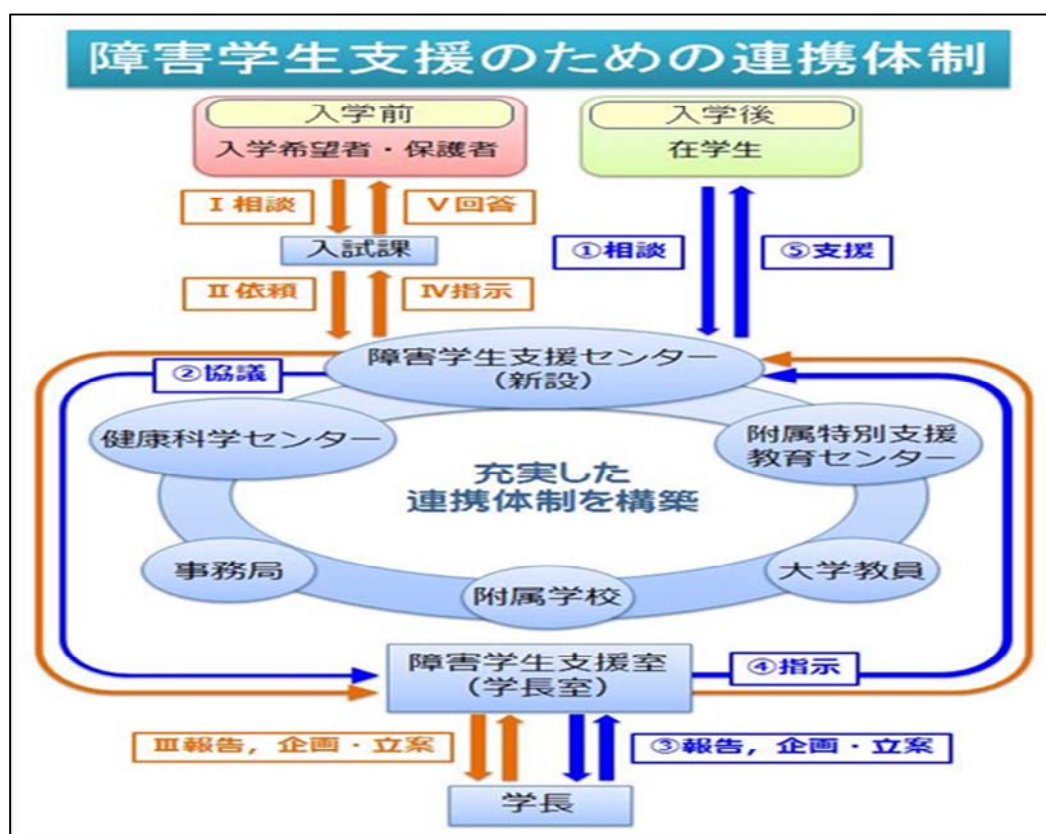 障害学生支援のための連携体制
入学前
入学希望者・保護者
入学後
在学生
Ⅰ相談
Ⅴ回答
入試課
①相談
⑤支援
Ⅱ依頼
Ⅳ指示
障害学生支援センター
(新設)
②協議
健康科学センター
附属特別支援
教育センター
充実した
連携体制を構築
事務局
附属学校
大学教員
障害学生支援室
(学長室)
④指示
Ⅲ報告，企画・立案
③報告，企画・立案
学長